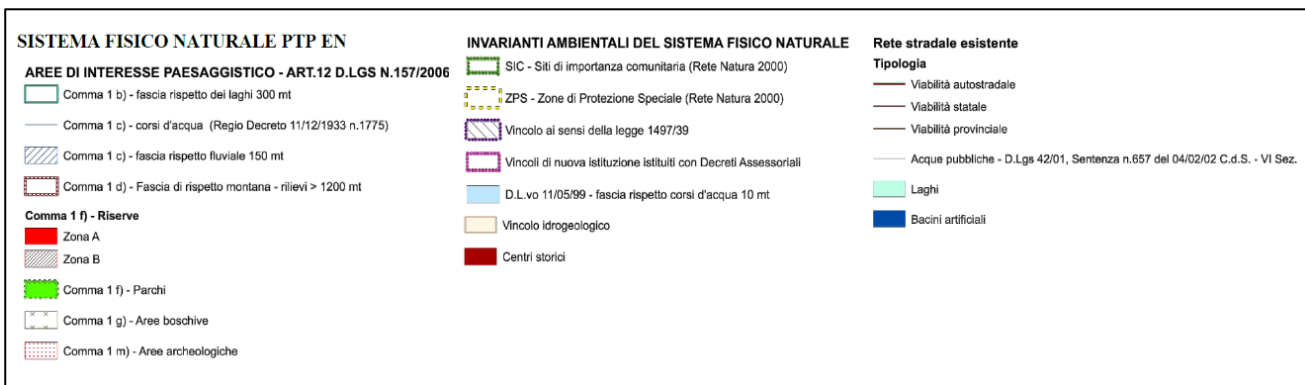 SISTEMA FISICO NATURALE PTP EN
AREE DI INTERESSE PAESAGGISTICO - ART.12 D.LGS N.157/2006
Comma 1 b) - fascia rispetto dei laghi 300 mt
Comma 1 c) - corsi d'acqua (Regio Decreto 11/12/1933 n.1775)
Comma 1 c) - fascia rispetto fluviale 150 mt
Comma 1 d) - Fascia di rispetto montana - rilievi > 1200 mt
Comma 1 f) - Riserve
Zona A
Zona B
Comma 1 f) - Parchi
Comma 1 g) - Aree boschive
Comma 1 m) - Aree archeologiche
INVARIANTI AMBIENTALI DEL SISTEMA FISICO NATURALE
SIC - Siti di importanza comunitaria (Rete Natura 2000)
ZPS - Zone di Protezione Speciale (Rete Natura 2000)
Vincolo ai sensi della legge 1497/39
Vincoli di nuova istituzione istituiti con Decreti Assessoriali
D.L.vo 11/05/99 - fascia rispetto corsi d'acqua 10 mt
Vincolo idrogeologico
Centri storici
Rete stradale esistente
Tipologia
Viabilità autostradale
Viabilità statale
Viabilità provinciale
Acque pubbliche - D.Lgs 42/01, Sentenza n.657 del 04/02/02 C.d.S. - VI Sez.
Laghi
Bacini artificiali